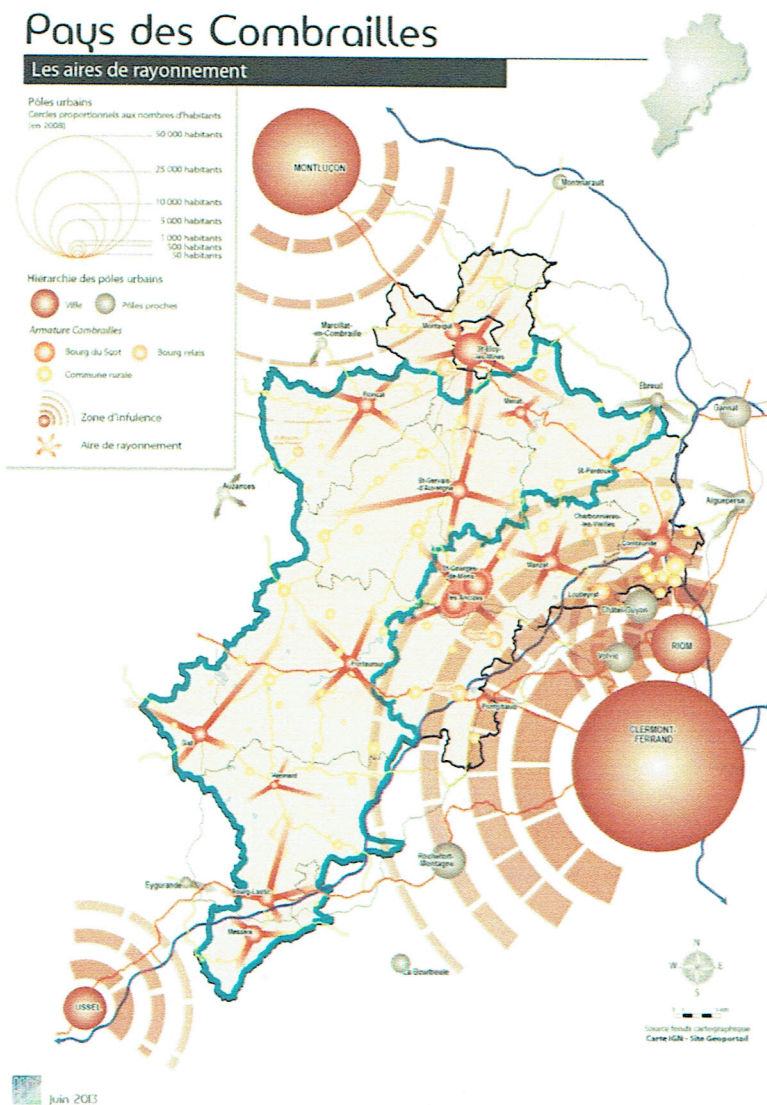 Pays des Combrailles
Les aires de rayonnement
Pôles urbains
Cercles proportionnels aux nombres d'habitants
(en 2008)
50 000 habitants
25 000 habitants
10 000 habitants
5 000 habitants
1 000 habitants
500 habitants
50 habitants
Hiérarchie des pôles urbains
Ville
Pôles proches
Armature Combrailles
Bourg du Scot
Bourg relais
Commune rurale
Zone d'infulence
Aire de rayonnement
MONTLUÇON
Montmarault
Marcillat-
en-Combraille
Montaigut
St-Eloy-
les-Mines
Pionsat
Menat
Ebreuil
Gannat
St-Pardoux
Auzances
St-Gervais
d'Auvergne
Aigueperse
Charbonnières-
les-Vieilles
Combronde
St-Georges-
de-Mons
Manzat
les Ancizes
Loubeyrat
Châtel-Guyon
RIOM
Volvic
Pontaumur
Pontgibaud
CLERMONT-
FERRAND
Giat
Herment
Rochefort-
Montagne
Eygurande
Bourg-Lastic
Messeix
La Bourboule
USSEL
N
W
E
S
Source fonds cartographique
Carte IGN - Site Géoportail
Juin 2013